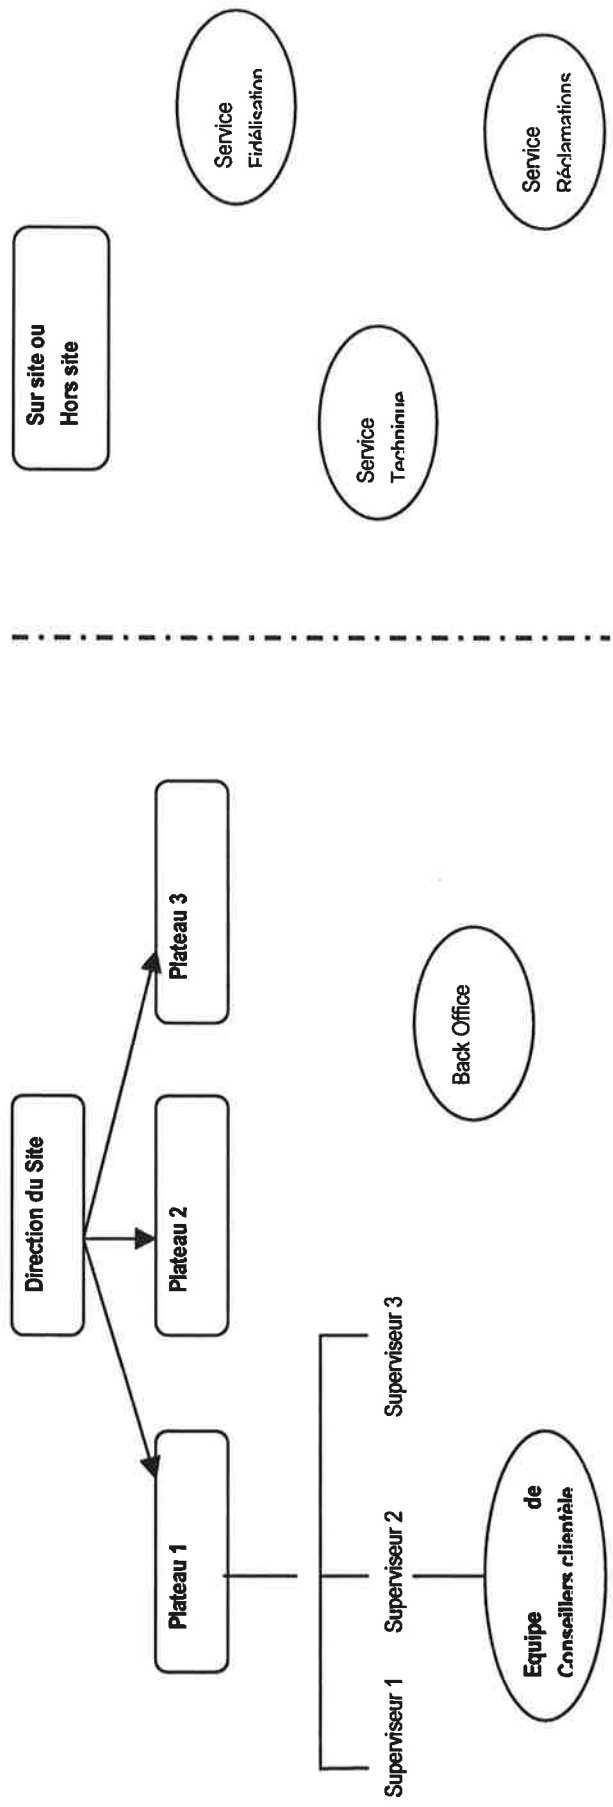 Direction du Site
Plateau 1
Plateau 2
Plateau 3
Superviseur 1
Superviseur 2
Superviseur 3
Equipe de
Conseillers clientèle
Back Office
Sur site ou
Hors site
Service
Technique
Service
Fidélisation
Service
Réclamations